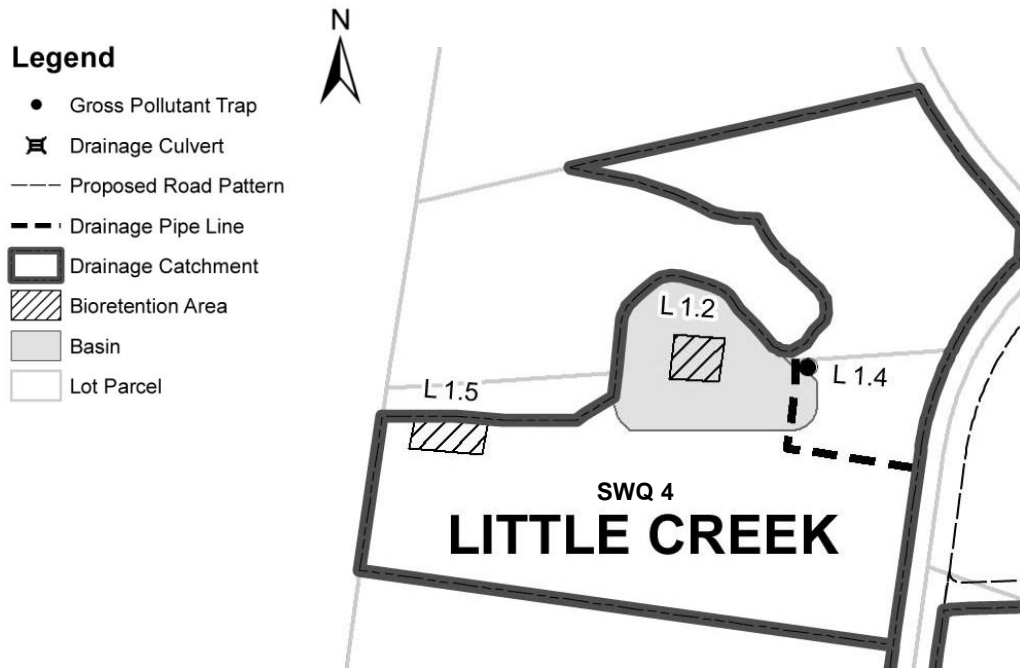 N
Legend
Gross Pollutant Trap
Drainage Culvert
Proposed Road Pattern
Drainage Pipe Line
Drainage Catchment
Bioretention Area
Basin
Lot Parcel
L 1.2
L 1.4
L 1.5
SWQ 4
LITTLE CREEK